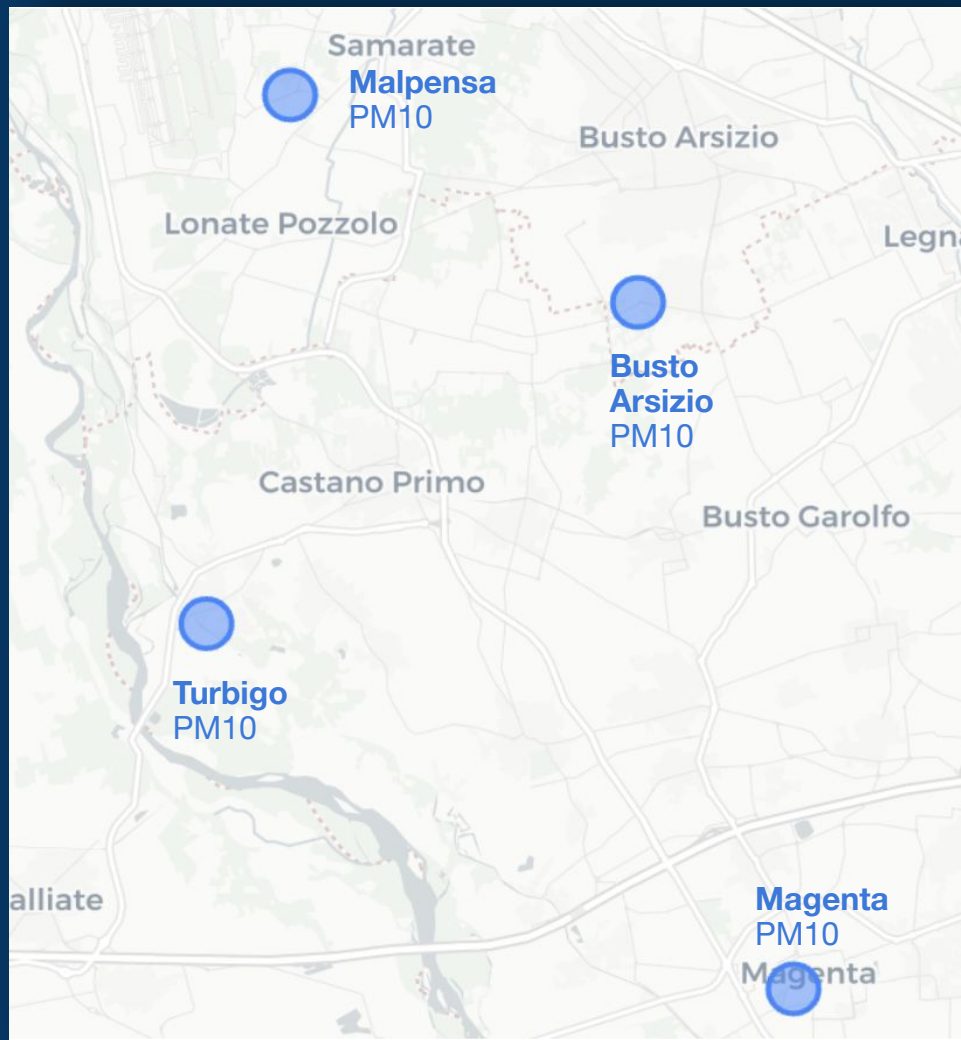 Samarate
Malpensa
PM10
Busto Arsizio
Lonate Pozzolo
Legna
Busto
Arsizio
PM10
Castano Primo
Busto Garolfo
Turbigo
PM10
alliate
Magenta
PM10
Magenta